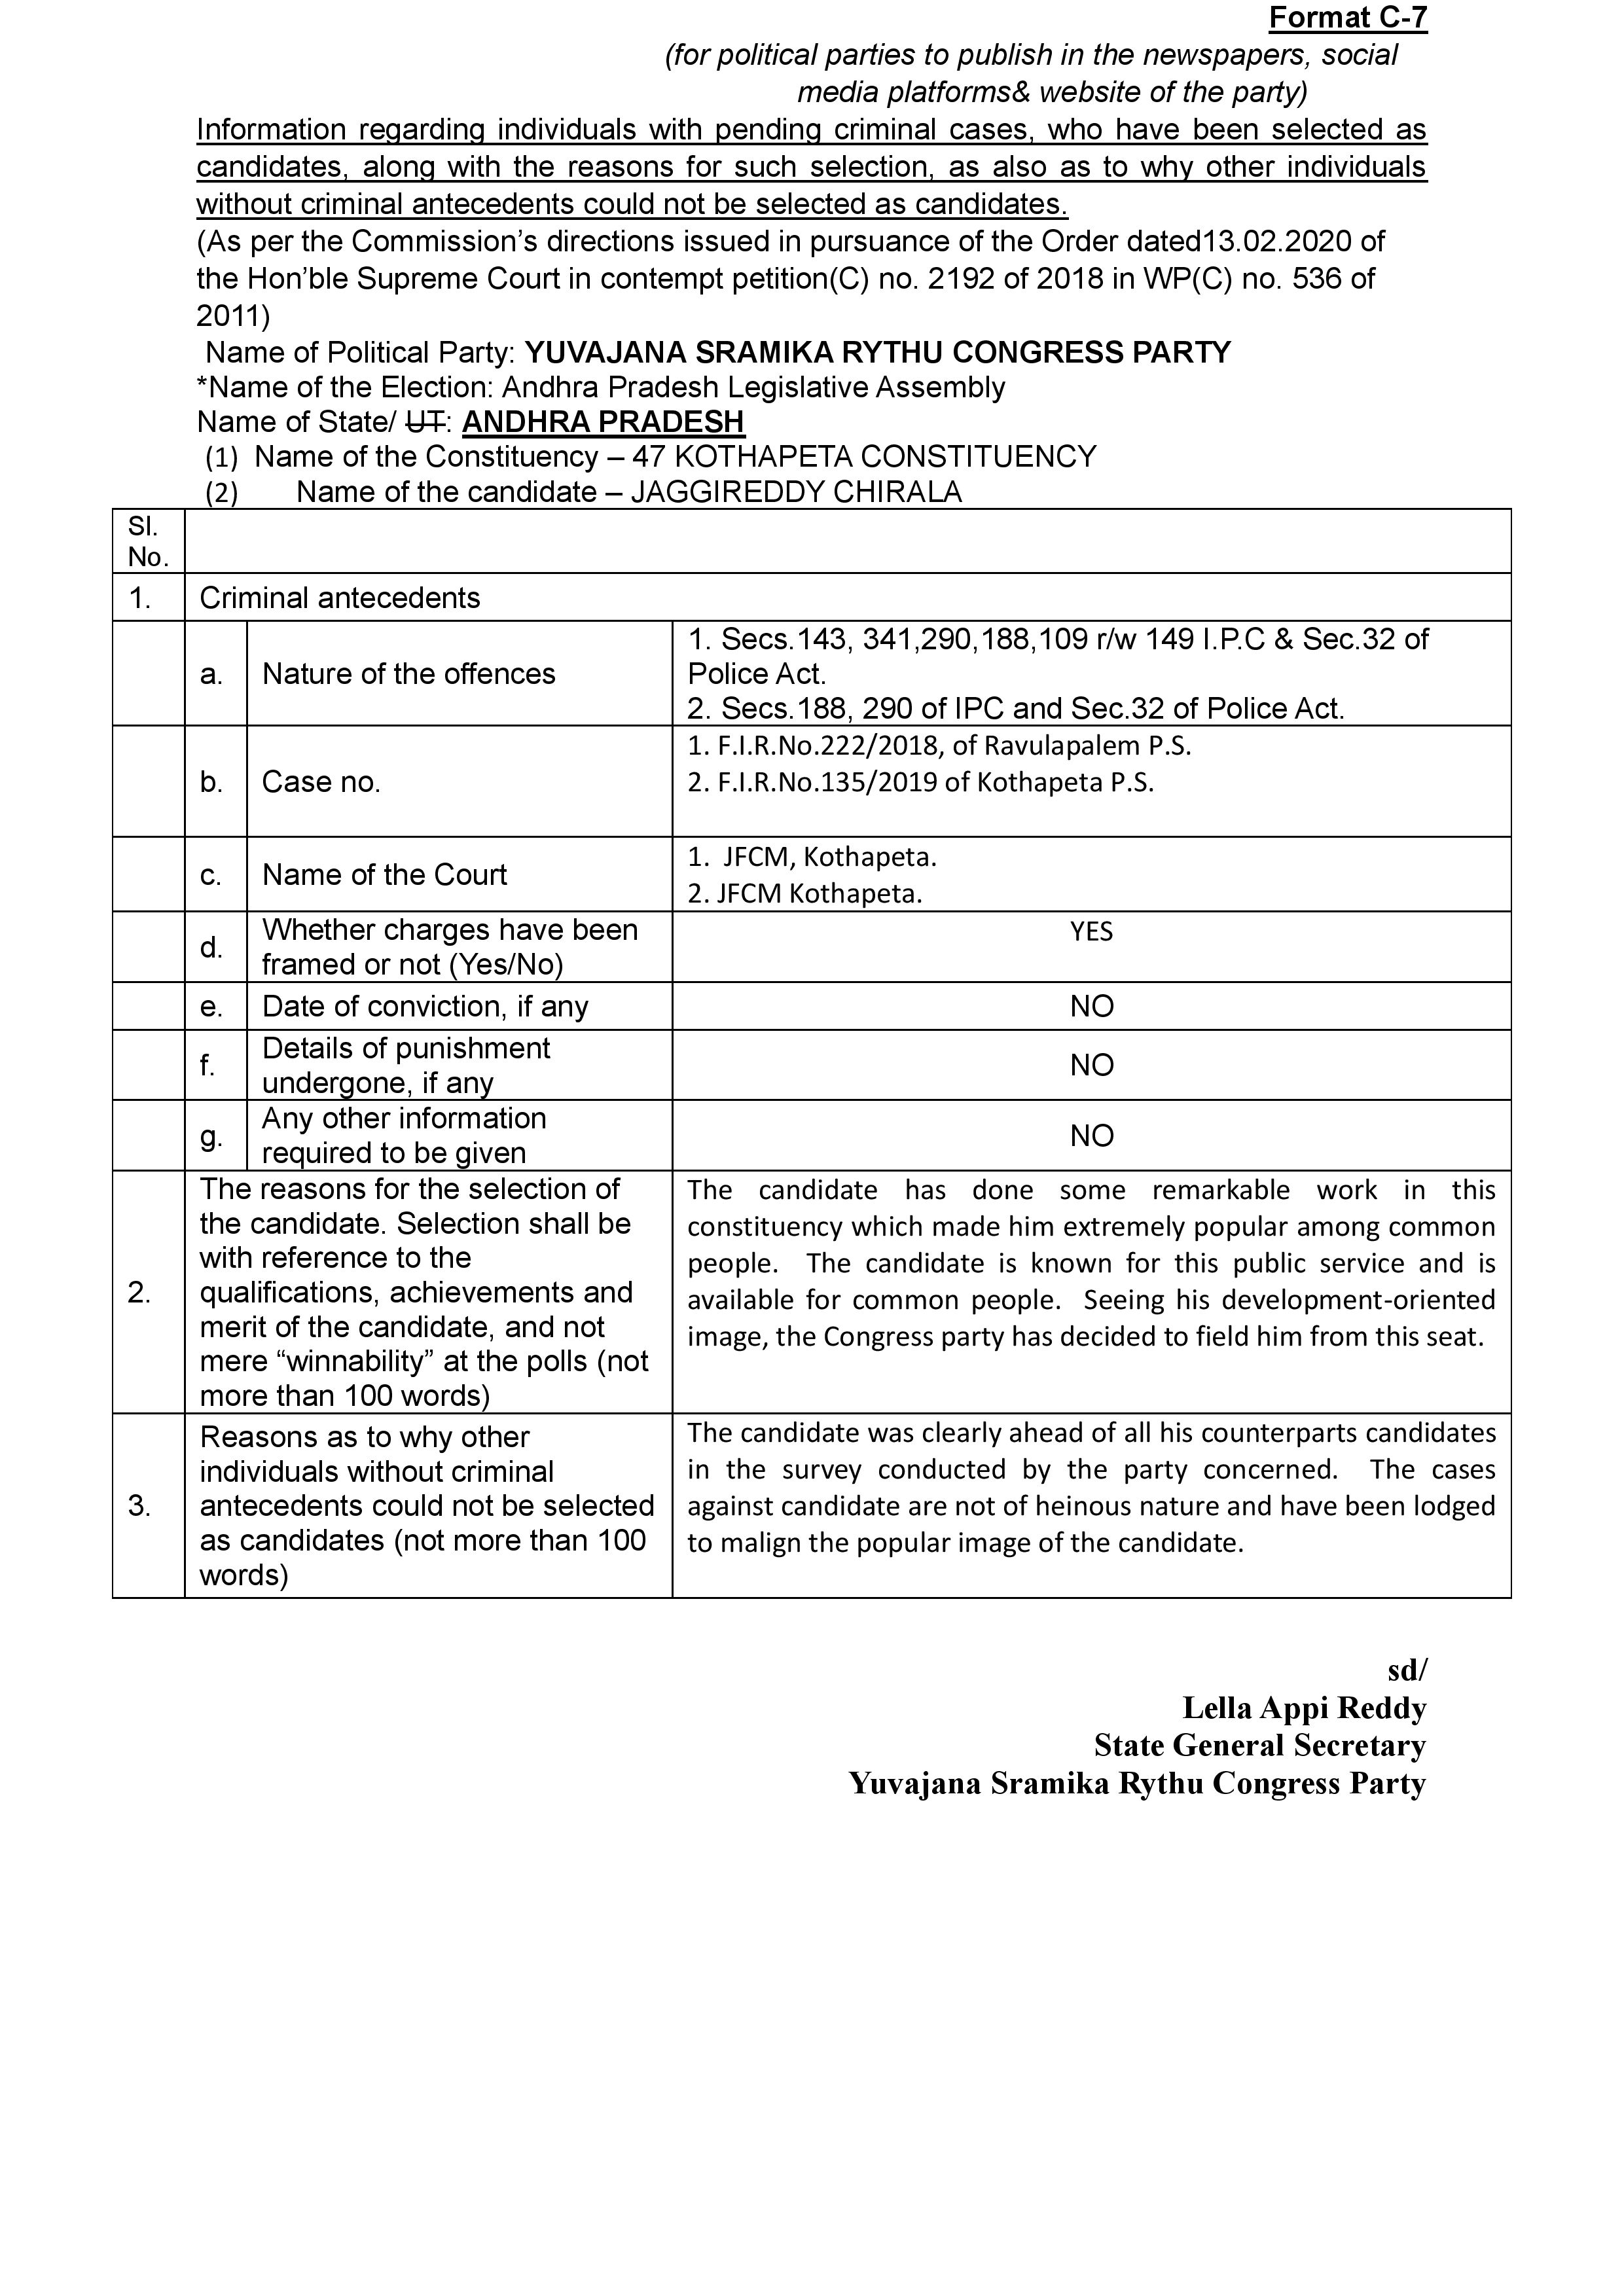 Format C-7
(for political parties to publish in the newspapers, social
media platforms& website of the party)
Information regarding individuals with pending criminal cases, who have been selected as
candidates, along with the reasons for such selection, as also as to why other individuals
without criminal antecedents could not be selected as candidates.
(As per the Commission’s directions issued in pursuance of the Order dated13.02.2020 of
the Hon’ble Supreme Court in contempt petition(C) no. 2192 of 2018 in WP(C) no. 536 of
2011)
Name of Political Party: YUVAJANA SRAMIKA RYTHU CONGRESS PARTY
*Name of the Election: Andhra Pradesh Legislative Assembly
Name of State/ UT: ANDHRA PRADESH
(1) Name of the Constituency – 47 KOTHAPETA CONSTITUENCY
(2) Name of the candidate – JAGGIREDDY CHIRALA
Sl.
No.
1. Criminal antecedents
a. Nature of the offences
1. Secs.143, 341,290,188,109 r/w 149 I.P.C & Sec.32 of
Police Act.
2. Secs.188, 290 of IPC and Sec.32 of Police Act.
b. Case no.
1. F.I.R.No.222/2018, of Ravulapalem P.S.
2. F.I.R.No.135/2019 of Kothapeta P.S.
c. Name of the Court
1. JFCM, Kothapeta.
2. JFCM Kothapeta.
d. Whether charges have been
framed or not (Yes/No)
YES
e. Date of conviction, if any
NO
f. Details of punishment
undergone, if any
NO
g. Any other information
required to be given
NO
2.
The reasons for the selection of
the candidate. Selection shall be
with reference to the
qualifications, achievements and
merit of the candidate, and not
mere “winnability” at the polls (not
more than 100 words)
The candidate has done some remarkable work in this
constituency which made him extremely popular among common
people. The candidate is known for this public service and is
available for common people. Seeing his development-oriented
image, the Congress party has decided to field him from this seat.
3.
Reasons as to why other
individuals without criminal
antecedents could not be selected
as candidates (not more than 100
words)
The candidate was clearly ahead of all his counterparts candidates
in the survey conducted by the party concerned. The cases
against candidate are not of heinous nature and have been lodged
to malign the popular image of the candidate.
sd/
Lella Appi Reddy
State General Secretary
Yuvajana Sramika Rythu Congress Party